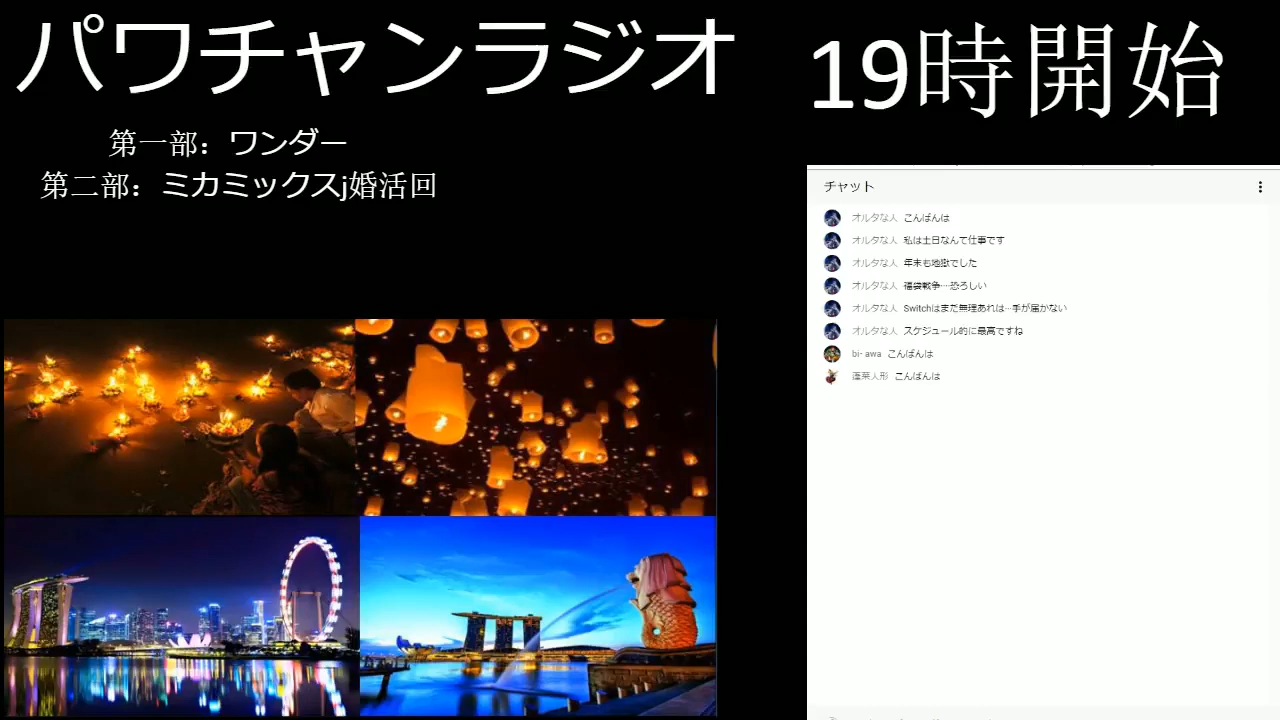 パワチャンラジオ
19時開始
第一部：ワンダー
第二部：ミカミックスj婚活回
チャット
オルタな人 こんばんは
オルタな人 私は土日なんて仕事です
オルタな人 年末も地獄でした
オルタな人 福袋戦争…恐ろしい
オルタな人 Switchはまだ無理あれは…手が届かない
オルタな人 スケジュール的に最高ですね
bi- awa こんばんは
蓬莱人形 こんばんは